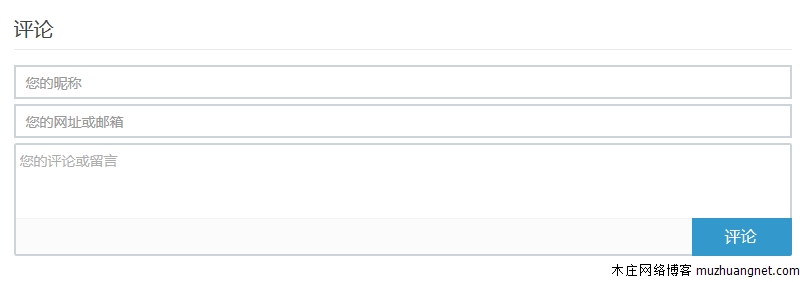 评论
您的昵称
您的网址或邮箱
您的评论或留言
评论
木庄网络博客 muzhuangnet.com